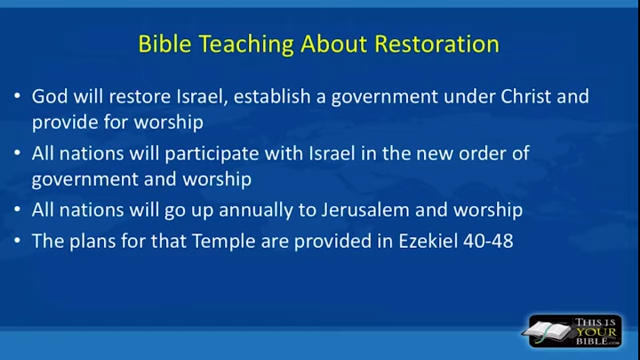 Bible Teaching About Restoration
• God will restore Israel, establish a government under Christ and
provide for worship
• All nations will participate with Israel in the new order of
government and worship
• All nations will go up annually to Jerusalem and worship
• The plans for that Temple are provided in Ezekiel 40-48
THIS IS
YOUR
BIBLE.com